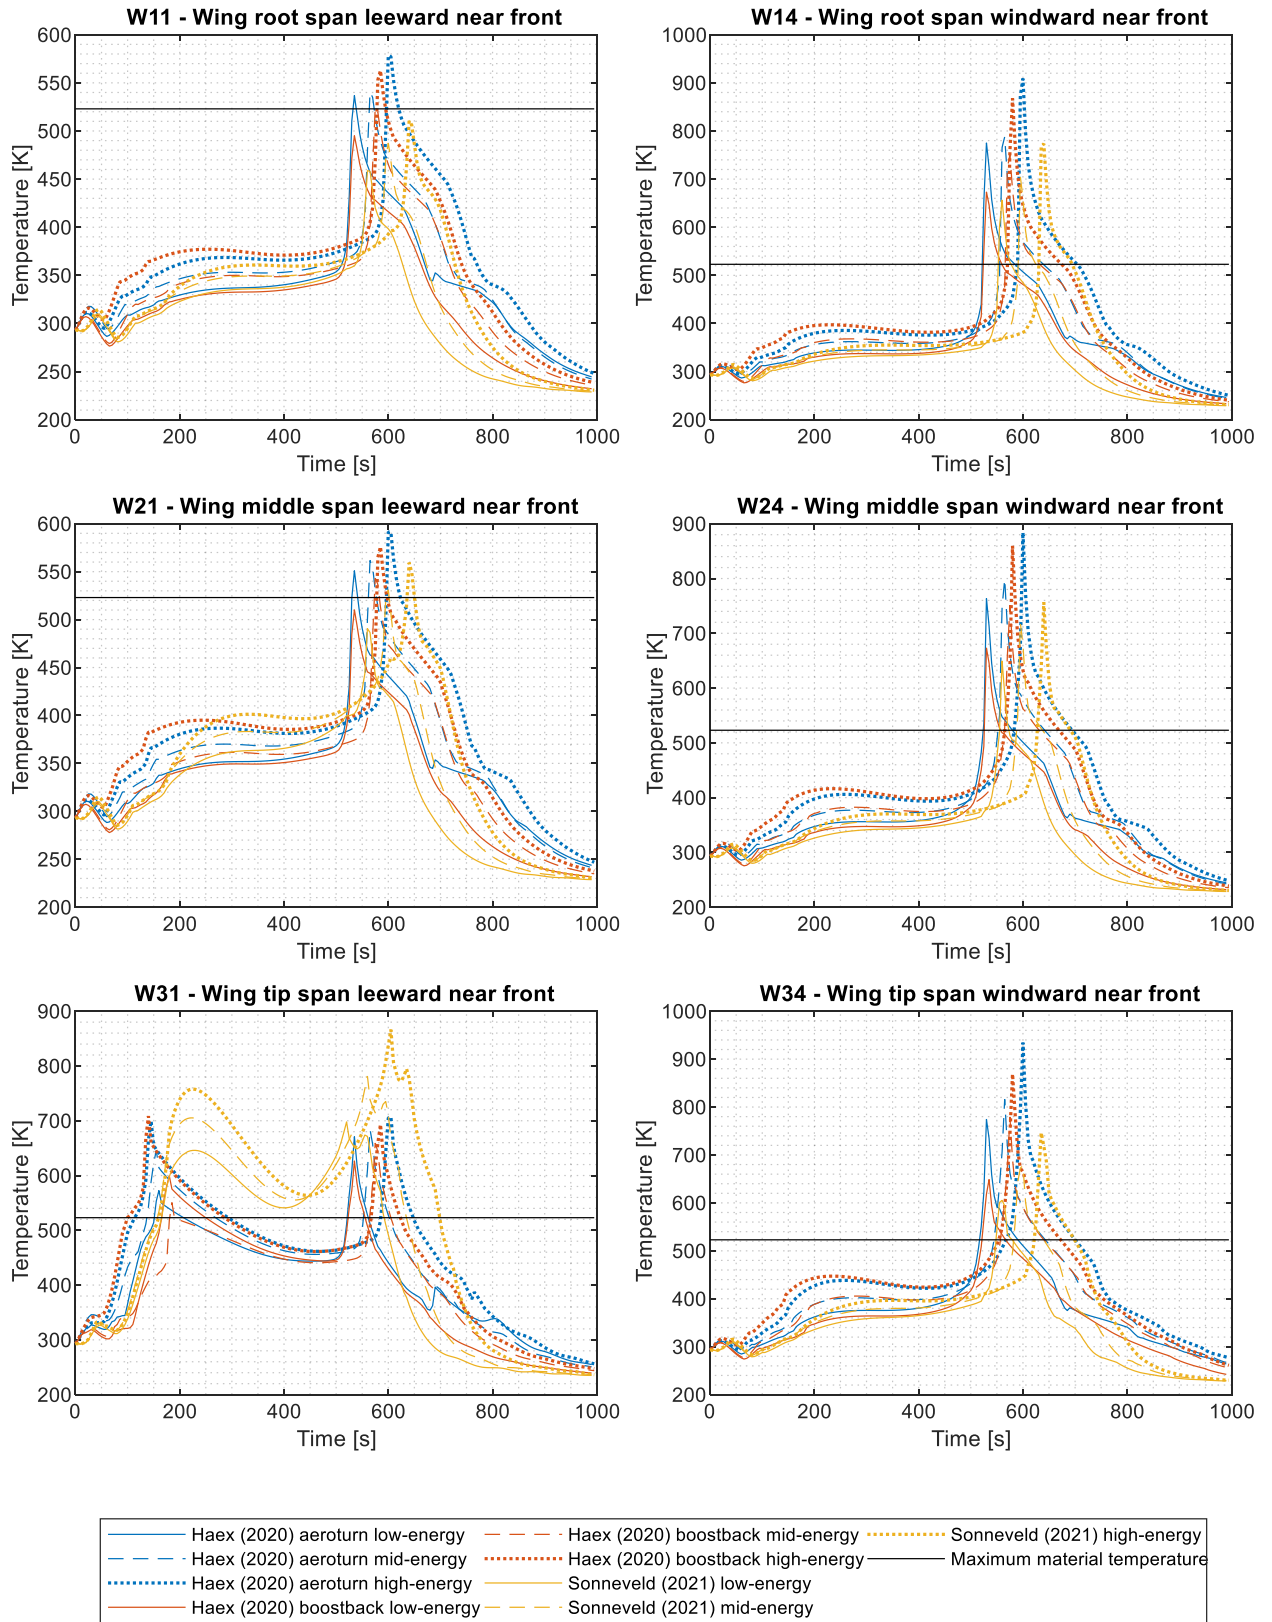 W11 - Wing root span leeward near front
600
550
500
450
400
350
300
250
200
Temperature [K]
0 200 400 600 800 1000
Time [s]
W14 - Wing root span windward near front
1000
900
800
700
600
500
400
300
200
Temperature [K]
0 200 400 600 800 1000
Time [s]
W21 - Wing middle span leeward near front
600
550
500
450
400
350
300
250
200
Temperature [K]
0 200 400 600 800 1000
Time [s]
W24 - Wing middle span windward near front
900
800
700
600
500
400
300
200
Temperature [K]
0 200 400 600 800 1000
Time [s]
W31 - Wing tip span leeward near front
900
800
700
600
500
400
300
200
Temperature [K]
0 200 400 600 800 1000
Time [s]
W34 - Wing tip span windward near front
1000
900
800
700
600
500
400
300
200
Temperature [K]
0 200 400 600 800 1000
Time [s]
Haex (2020) aeroturn low-energy
Haex (2020) aeroturn mid-energy
Haex (2020) aeroturn high-energy
Haex (2020) boostback low-energy
Haex (2020) boostback mid-energy
Haex (2020) boostback high-energy
Sonneveld (2021) low-energy
Sonneveld (2021) mid-energy
Sonneveld (2021) high-energy
Maximum material temperature